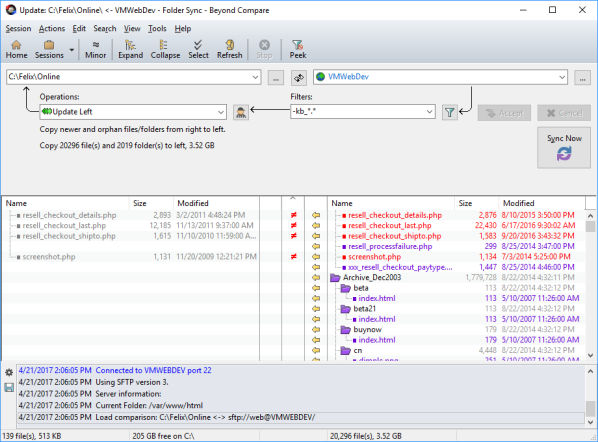 Update: C:\Felix\Online\ <- VMWebDev - Folder Sync - Beyond Compare
Session Actions Edit Search View Tools Help
Home Sessions Minor Expand Collapse Select Refresh Stop Peek
C:\Felix\Online ... VMWebDev ...
Operations: Filters:
Update Left -kb_*.* Accept Cancel
Copy newer and orphan files/folders from right to left.
Copy 20296 file(s) and 2019 folder(s) to left, 3.52 GB
Sync Now
Name Size Modified Name Size Modified
resell_checkout_details.php 2,893 3/2/2011 4:48:24 PM ≠ resell_checkout_details.php 2,876 8/10/2015 3:50:00 PM
resell_checkout_last.php 12,185 11/13/2011 9:37:00 AM ≠ resell_checkout_last.php 22,430 6/17/2016 9:30:02 AM
resell_checkout_shipto.php 1,615 11/10/2010 11:59:00 A... ≠ resell_checkout_shipto.php 1,583 9/20/2016 3:43:32 PM
resell_processfailure.php 299 8/25/2014 3:47:00 PM
screenshot.php 1,131 11/20/2009 12:21:21 PM ≠ screenshot.php 1,134 7/3/2014 5:25:00 PM
xxx_resell_checkout_paytype.... 1,447 8/25/2014 4:46:00 PM
Archive_Dec2003 1,779,728 8/22/2014 4:32:12 PM
beta 113 8/22/2014 4:32:12 PM
index.html 113 5/10/2007 11:26:00 AM
beta21 113 8/22/2014 4:32:12 PM
index.html 113 5/10/2007 11:26:00 AM
buynow 179 8/22/2014 4:32:12 PM
index.html 179 5/10/2007 11:26:00 AM
cn 4,448 8/22/2014 4:32:12 PM
4/21/2017 2:06:05 PM Connected to VMWEBDEV port 22
4/21/2017 2:06:05 PM Using SFTP version 3.
4/21/2017 2:06:05 PM Server information:
4/21/2017 2:06:05 PM Current Folder: /var/www/html
4/21/2017 2:06:05 PM Load comparison: C:\Felix\Online <-> sftp://web@VMWEBDEV/
139 file(s), 513 KB 205 GB free on C:\ 20,296 file(s), 3.52 GB